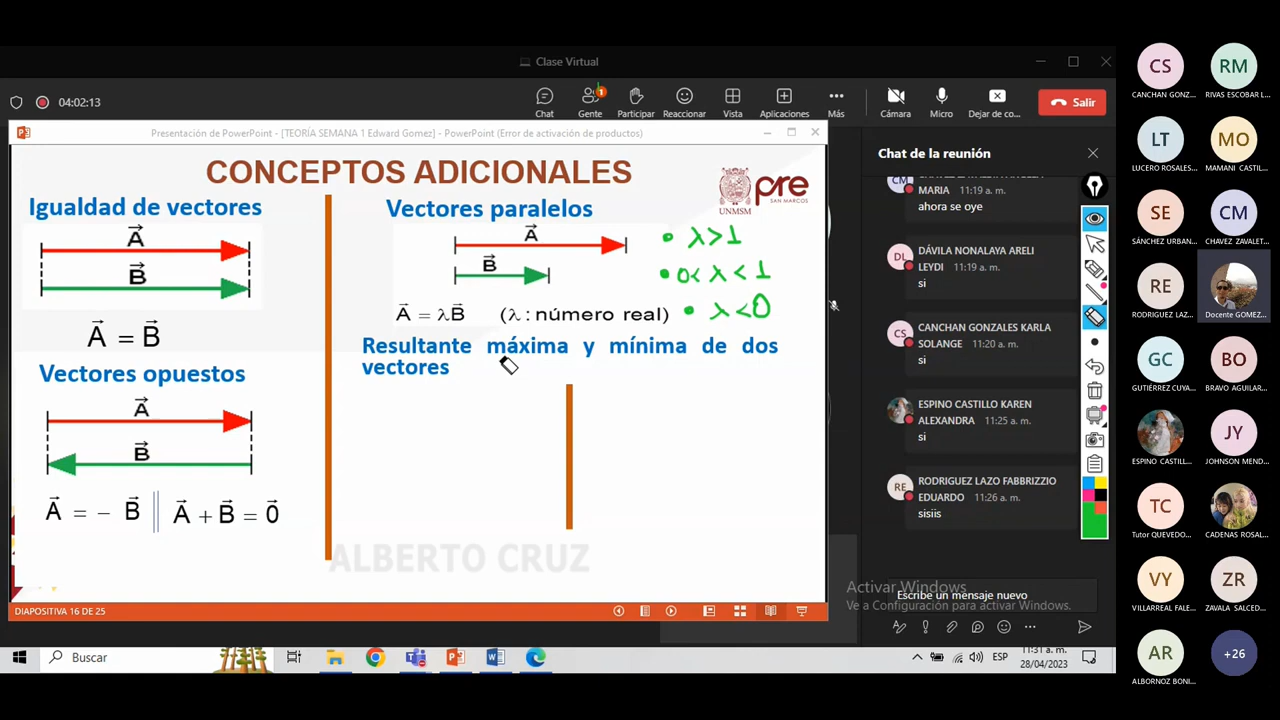 Clase Virtual
04:02:13
Chat
Gente
1
Participar
Reaccionar
Vista
Aplicaciones
Más
Cámara
Micro
Dejar de co...
Salir
Presentación de PowerPoint - [TEORÍA SEMANA 1 Edward Gomez] - PowerPoint (Error de activación de productos)
CONCEPTOS ADICIONALES
UNMSM
pre
SAN MARCOS
Igualdad de vectores
A⃗
B⃗
A⃗ = B⃗
Vectores opuestos
A⃗
B⃗
A⃗ = − B⃗ || A⃗ + B⃗ = 0⃗
Vectores paralelos
A⃗
B⃗
• λ > 1
• 0 < λ < 1
• λ < 0
A⃗ = λB⃗ (λ : número real)
Resultante máxima y mínima de dos
vectores
ALBERTO CRUZ
DIAPOSITIVA 16 DE 25
Chat de la reunión
CM
MARIA 11:19 a. m.
ahora se oye
DL
DÁVILA NONALAYA ARELI
LEYDI 11:19 a. m.
si
CG
CANCHAN GONZALES KARLA
SOLANGE 11:20 a. m.
si
ESPINO CASTILLO KAREN
ALEXANDRA 11:25 a. m.
si
RE
RODRIGUEZ LAZO FABBRIZZIO
EDUARDO 11:26 a. m.
sisiis
Activar Windows
Ve a Configuración para activar Windows.
Escribe un mensaje nuevo
CS
CANCHAN GONZ...
RM
RIVAS ESCOBAR L...
LT
LUCERO ROSALES...
MO
MAMANI CASTIL...
SE
SÁNCHEZ URBAN...
CM
CHAVEZ ZAVALET...
RE
RODRIGUEZ LAZ...
Docente GOMEZ...
GC
GUTIÉRREZ CUYA...
BO
BRAVO AGUILAR...
ESPINO CASTILL...
JY
JOHNSON MEND...
TC
Tutor QUEVEDO...
CADENAS ROSAL...
VY
VILLARREAL FALE...
ZR
ZAVALA SALCED...
AR
ALBORNOZ BONI...
+26
Buscar
ESP
11:31 a. m.
28/04/2023